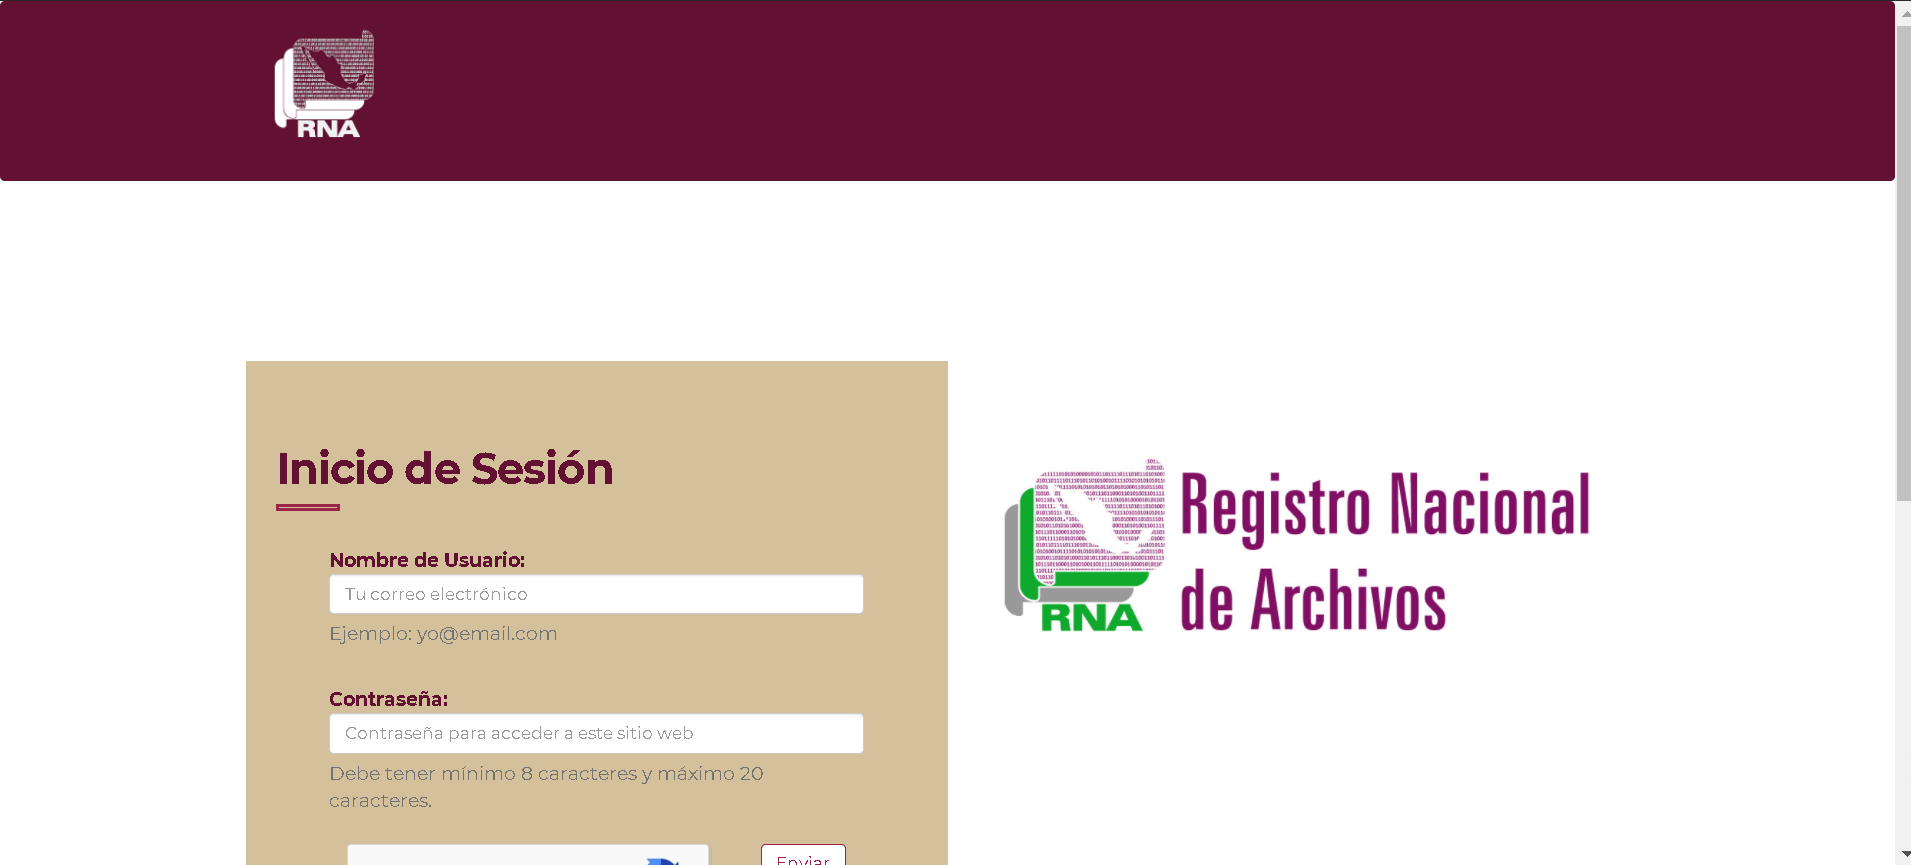 RNA
Inicio de Sesión
Nombre de Usuario:
Tu correo electrónico
Ejemplo: yo@email.com
Contraseña:
Contraseña para acceder a este sitio web
Debe tener mínimo 8 caracteres y máximo 20
caracteres.
Enviar
Registro Nacional
de Archivos
RNA